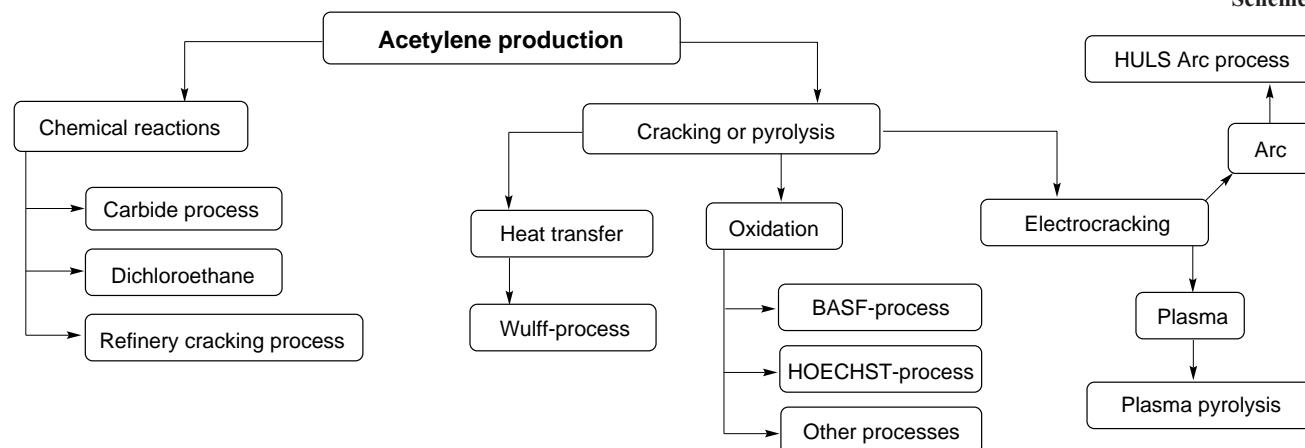 Scheme
Acetylene production
HULS Arc process
Chemical reactions
Cracking or pyrolysis
Arc
Carbide process
Heat transfer
Oxidation
Electrocracking
Dichloroethane
BASF-process
Plasma
Wulff-process
Refinery cracking process
HOECHST-process
Plasma pyrolysis
Other processes